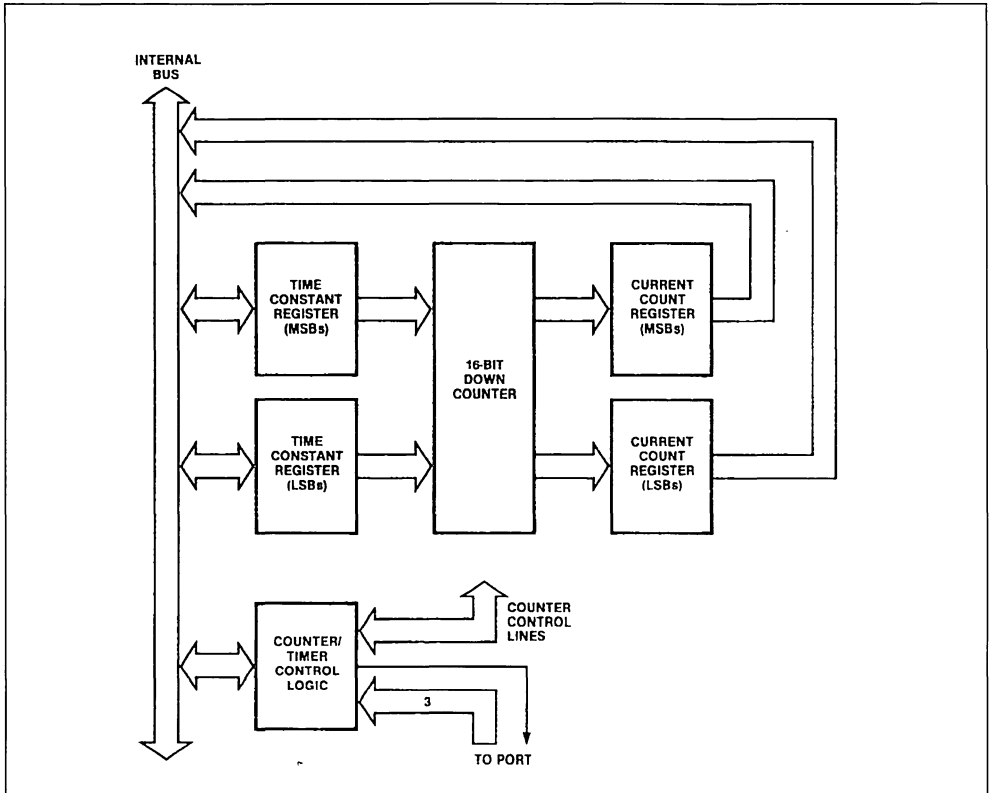 INTERNAL
BUS
TIME
CONSTANT
REGISTER
(MSBs)
16-BIT
DOWN
COUNTER
CURRENT
COUNT
REGISTER
(MSBs)
TIME
CONSTANT
REGISTER
(LSBs)
CURRENT
COUNT
REGISTER
(LSBs)
COUNTER/
TIMER
CONTROL
LOGIC
COUNTER
CONTROL
LINES
3
TO PORT